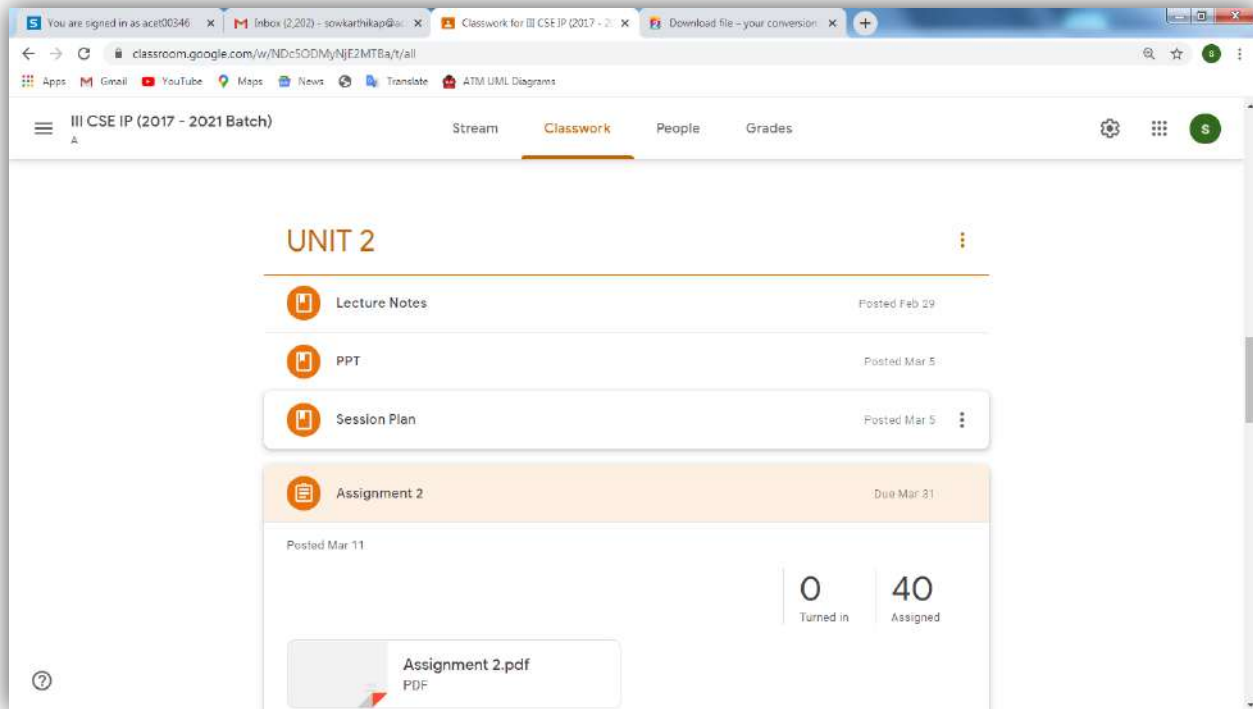 You are signed in as acet00346
Inbox (2,202) - sowkarthikap@ac
Classwork for III CSE IP (2017 - 2
Download file – your conversion
classroom.google.com/w/NDc5ODMyNjE2MTBa/t/all
Apps
Gmail
YouTube
Maps
News
Translate
ATM UML Diagrams
III CSE IP (2017 - 2021 Batch)
A
Stream
Classwork
People
Grades
S
UNIT 2
Lecture Notes
Posted Feb 29
PPT
Posted Mar 5
Session Plan
Posted Mar 5
Assignment 2
Due Mar 31
Posted Mar 11
0
Turned in
40
Assigned
Assignment 2.pdf
PDF